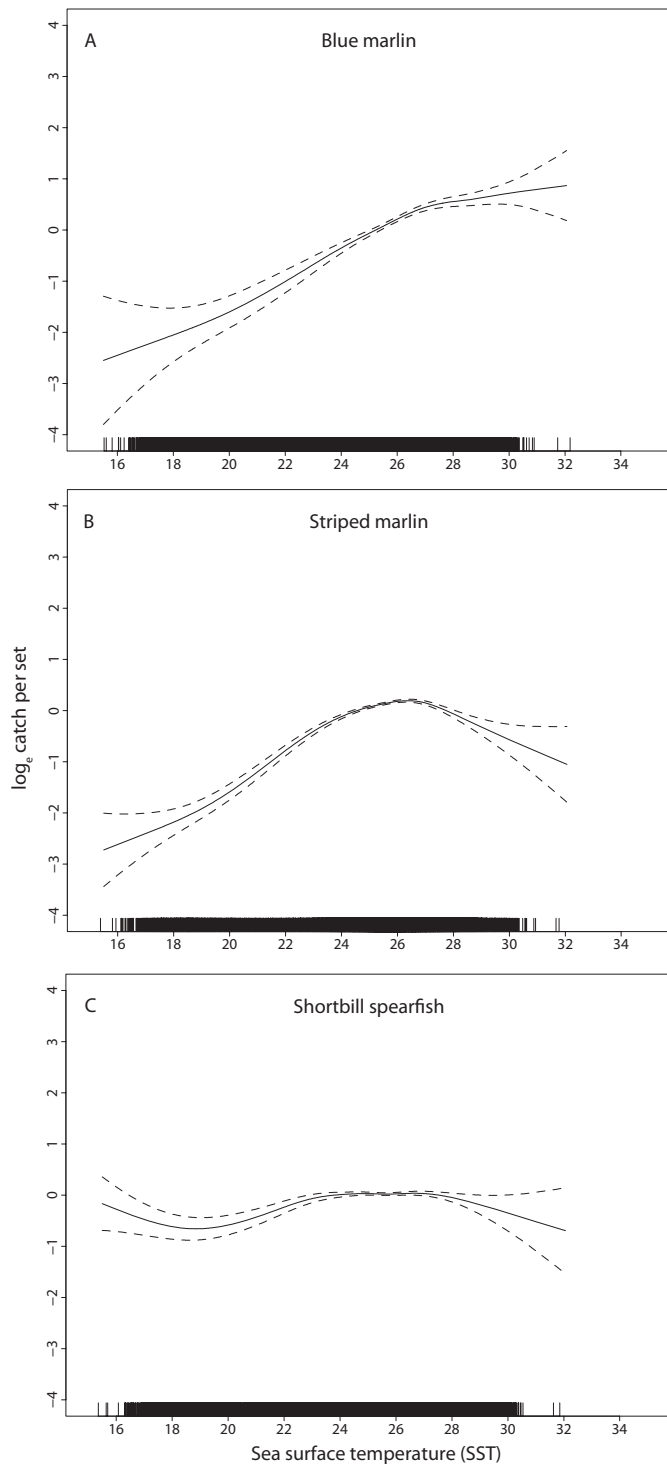 A
Blue marlin
4
3
2
1
0
−1
−2
−3
−4
16 18 20 22 24 26 28 30 32 34
B
Striped marlin
4
3
2
1
0
−1
−2
−3
−4
16 18 20 22 24 26 28 30 32 34
logₑ catch per set
C
Shortbill spearfish
4
3
2
1
0
−1
−2
−3
−4
16 18 20 22 24 26 28 30 32 34
Sea surface temperature (SST)